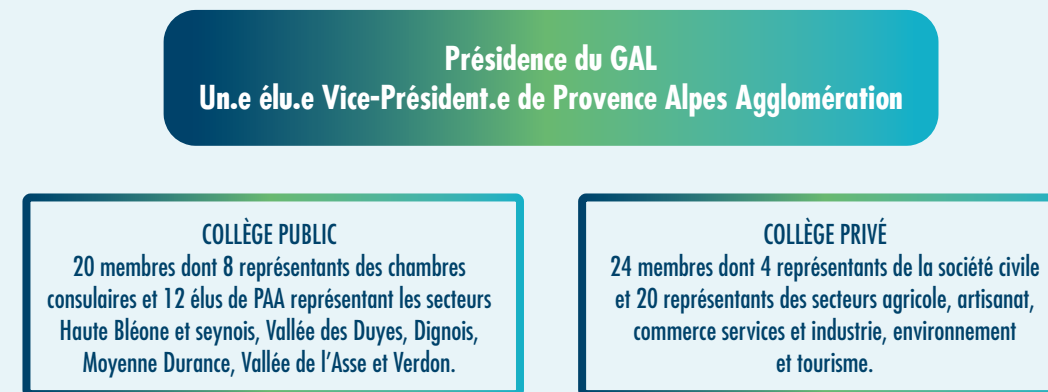 Présidence du GAL
Un.e élu.e Vice-Président.e de Provence Alpes Agglomération
COLLÈGE PUBLIC
20 membres dont 8 représentants des chambres
consulaires et 12 élus de PAA représentant les secteurs
Haute Bléone et seynois, Vallée des Duyes, Dignois,
Moyenne Durance, Vallée de l'Asse et Verdon.
COLLÈGE PRIVÉ
24 membres dont 4 représentants de la société civile
et 20 représentants des secteurs agricole, artisanat,
commerce services et industrie, environnement
et tourisme.